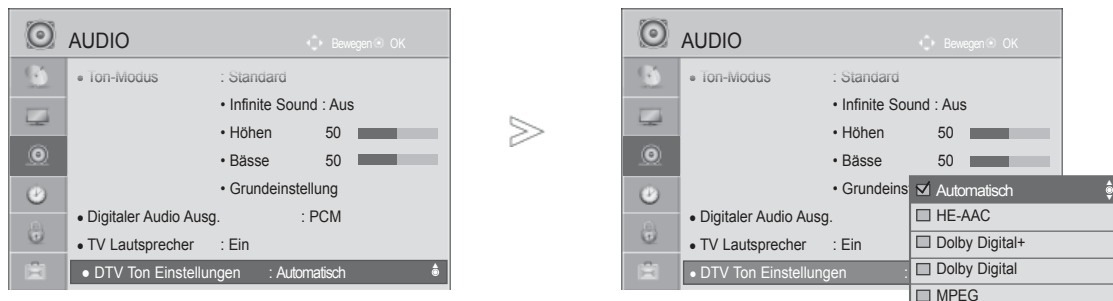 AUDIO
Bewegen OK
• Ton-Modus : Standard
• Infinite Sound : Aus
• Höhen 50
• Bässe 50
• Grundeinstellung
• Digitaler Audio Ausg. : PCM
• TV Lautsprecher : Ein
• DTV Ton Einstellungen : Automatisch
AUDIO
Bewegen OK
• Ton-Modus : Standard
• Infinite Sound : Aus
• Höhen 50
• Bässe 50
• Grundeins
• Digitaler Audio Ausg.
• TV Lautsprecher : Ein
• DTV Ton Einstellungen :
Automatisch
HE-AAC
Dolby Digital+
Dolby Digital
MPEG